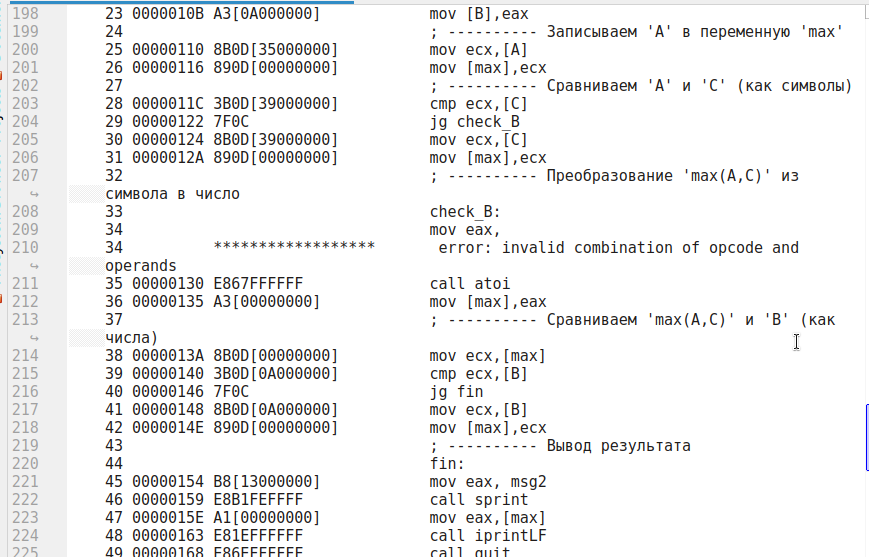 198 23 0000010B A3[0A000000] mov [B],eax
199 24 ; ---------- Записываем 'A' в переменную 'max'
200 25 00000110 8B0D[35000000] mov ecx,[A]
201 26 00000116 890D[00000000] mov [max],ecx
202 27 ; ---------- Сравниваем 'A' и 'C' (как символы)
203 28 0000011C 3B0D[39000000] cmp ecx,[C]
204 29 00000122 7F0C jg check_B
205 30 00000124 8B0D[39000000] mov ecx,[C]
206 31 0000012A 890D[00000000] mov [max],ecx
207 32 ; ---------- Преобразование 'max(A,C)' из
↪ символа в число
208 33 check_B:
209 34 mov eax,
210 34 ****************** error: invalid combination of opcode and
↪ operands
211 35 00000130 E867FFFFFF call atoi
212 36 00000135 A3[00000000] mov [max],eax
213 37 ; ---------- Сравниваем 'max(A,C)' и 'B' (как
↪ числа)
214 38 0000013A 8B0D[00000000] mov ecx,[max]
215 39 00000140 3B0D[0A000000] cmp ecx,[B]
216 40 00000146 7F0C jg fin
217 41 00000148 8B0D[0A000000] mov ecx,[B]
218 42 0000014E 890D[00000000] mov [max],ecx
219 43 ; ---------- Вывод результата
220 44 fin:
221 45 00000154 B8[13000000] mov eax, msg2
222 46 00000159 E8B1FEFFFF call sprint
223 47 0000015E A1[00000000] mov eax,[max]
224 48 00000163 E81EFFFFFF call iprintLF
225 49 00000168 E86EFFFFFF call quit